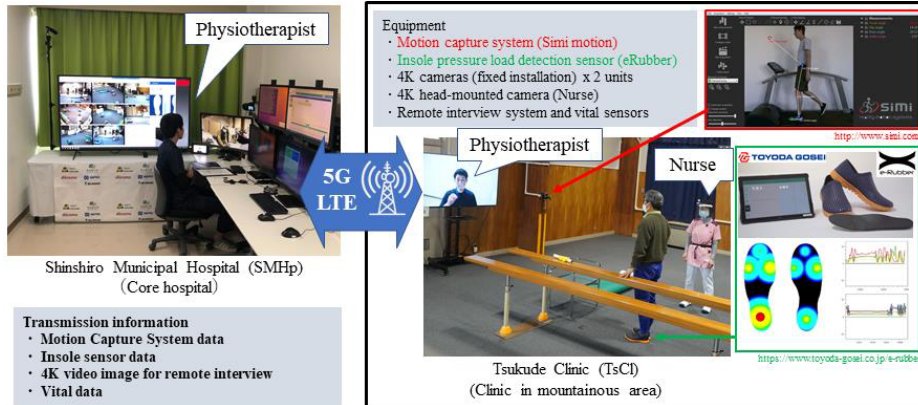 Physiotherapist
5G
LTE
Shinshiro Municipal Hospital (SMHp)
(Core hospital)
Transmission information
・ Motion Capture System data
・ Insole sensor data
・ 4K video image for remote interview
・ Vital data
Equipment
・ Motion capture system (Simi motion)
・ Insole pressure load detection sensor (eRubber)
・ 4K cameras (fixed installation) x 2 units
・ 4K head-mounted camera (Nurse)
・ Remote interview system and vital sensors
Physiotherapist
Nurse
Tsukude Clinic (TsCl)
(Clinic in mountainous area)
simi
http://www.simi.com
TOYODA GOSEI
e-Rubber
https://www.toyoda-gosei.co.jp/e-rubber